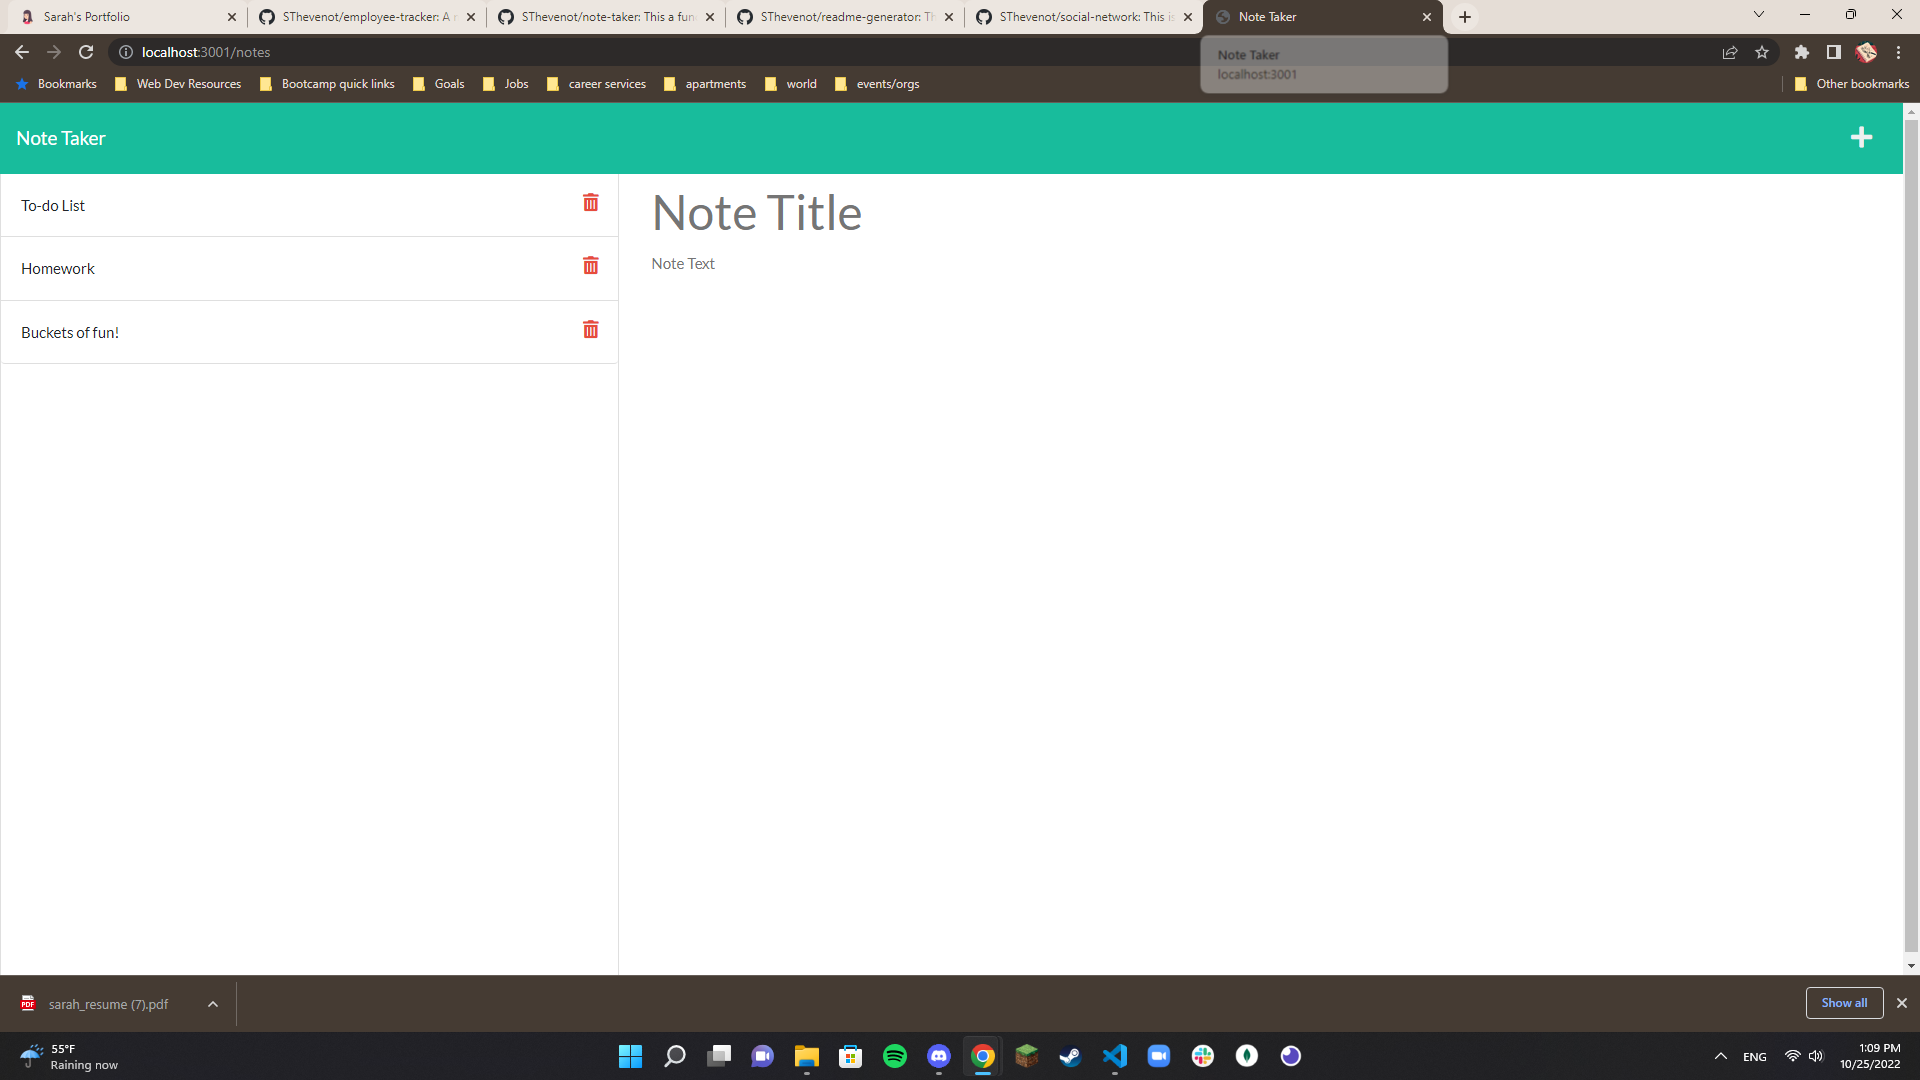 Sarah's Portfolio
SThevenot/employee-tracker: A r
SThevenot/note-taker: This a fun
SThevenot/readme-generator: Th
SThevenot/social-network: This is
Note Taker
localhost:3001/notes
Note Taker
localhost:3001
Bookmarks
Web Dev Resources
Bootcamp quick links
Goals
Jobs
career services
apartments
world
events/orgs
Other bookmarks
Note Taker
To-do List
Homework
Buckets of fun!
Note Title
Note Text
PDF
sarah_resume (7).pdf
Show all
55°F
Raining now
ENG
1:09 PM
10/25/2022